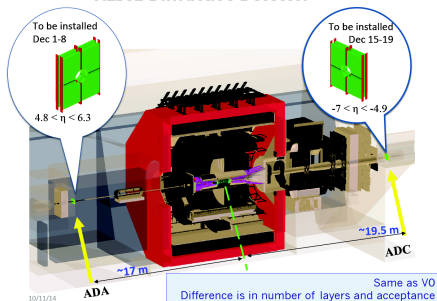 To be installed
Dec 1-8
4.8 < η < 6.3
To be installed
Dec 15-19
-7 < η < -4.9
~17 m
~19.5 m
ADA
ADC
10/11/14
Same as V0
Difference is in number of layers and acceptance